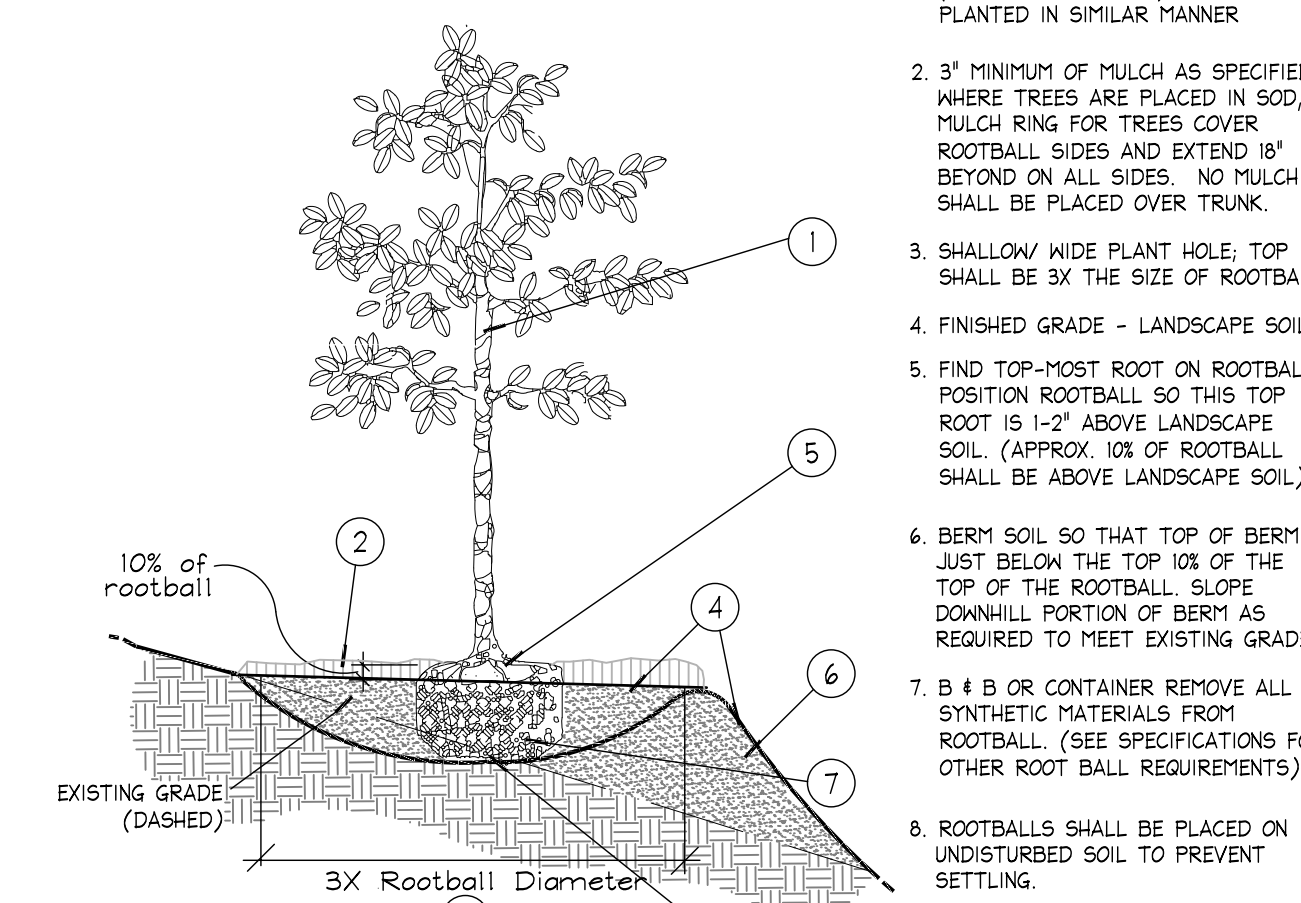 PLANTED IN SIMILAR MANNER
2. 3" MINIMUM OF MULCH AS
WHERE TREES ARE PLACED IN SOD,
MULCH RING FOR TREES COVER
ROOTBALL SIDES AND EXTEND 18"
BEYOND ON ALL SIDES. NO MULCH
SHALL BE PLACED OVER TRUNK.
3. SHALLOW/ WIDE PLANT HOLE; TOP
SHALL BE 3X THE SIZE OF
4. FINISHED GRADE - LANDSCAPE
5. FIND TOP-MOST ROOT ON
POSITION ROOTBALL SO THIS TOP
ROOT IS 1-2" ABOVE LANDSCAPE
SOIL. (APPROX. 10% OF ROOTBALL
SHALL BE ABOVE LANDSCAPE SOIL)
6. BERM SOIL SO THAT TOP OF BERM
JUST BELOW THE TOP 10% OF THE
TOP OF THE ROOTBALL. SLOPE
DOWNHILL PORTION OF BERM AS
REQUIRED TO MEET EXISTING
7. B & B OR CONTAINER REMOVE ALL
SYNTHETIC MATERIALS FROM
ROOTBALL. (SEE SPECIFICATIONS
OTHER ROOT BALL REQUIREMENTS)
8. ROOTBALLS SHALL BE PLACED ON
UNDISTURBED SOIL TO PREVENT
SETTLING.
1
5
2
10% of
rootball
4
6
7
EXISTING GRADE
(DASHED)
3X Rootball Diameter